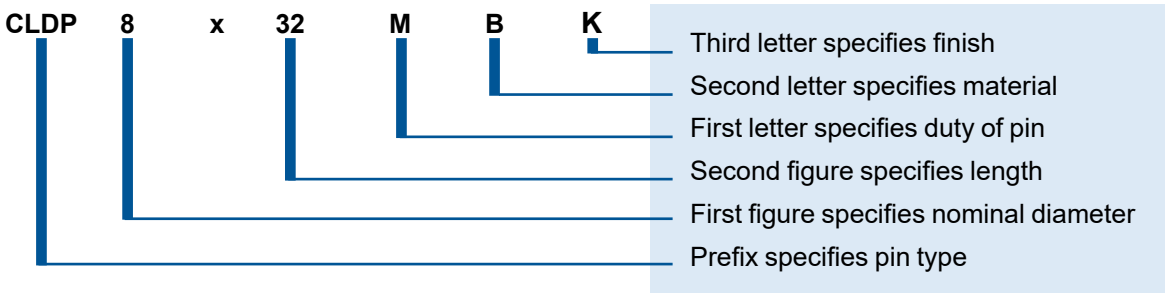 CLDP 8 x 32 M B K
Third letter specifies finish
Second letter specifies material
First letter specifies duty of pin
Second figure specifies length
First figure specifies nominal diameter
Prefix specifies pin type